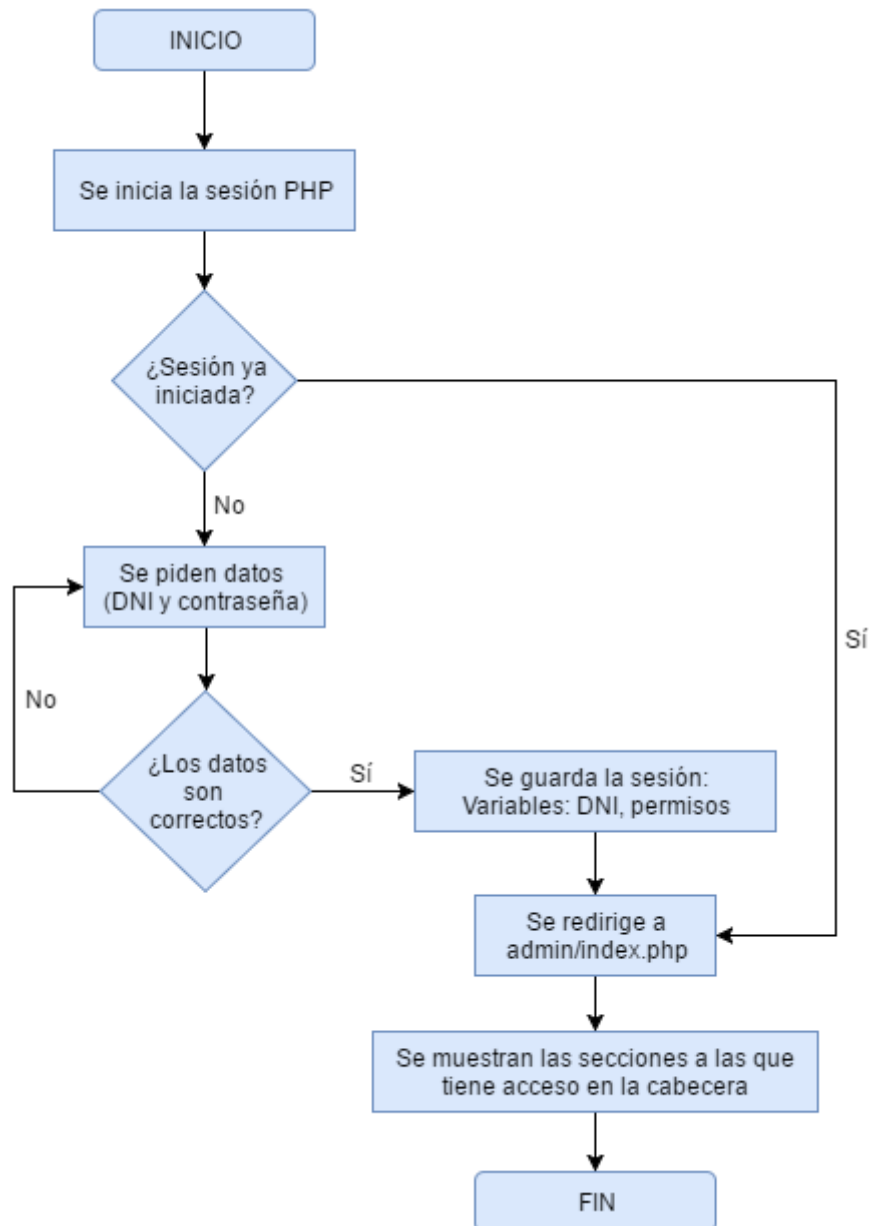 INICIO
Se inicia la sesión PHP
¿Sesión ya
iniciada?
No
Se piden datos
(DNI y contraseña)
Sí
No
¿Los datos
son
correctos?
Sí
Se guarda la sesión:
Variables: DNI, permisos
Se redirige a
admin/index.php
Se muestran las secciones a las que
tiene acceso en la cabecera
FIN